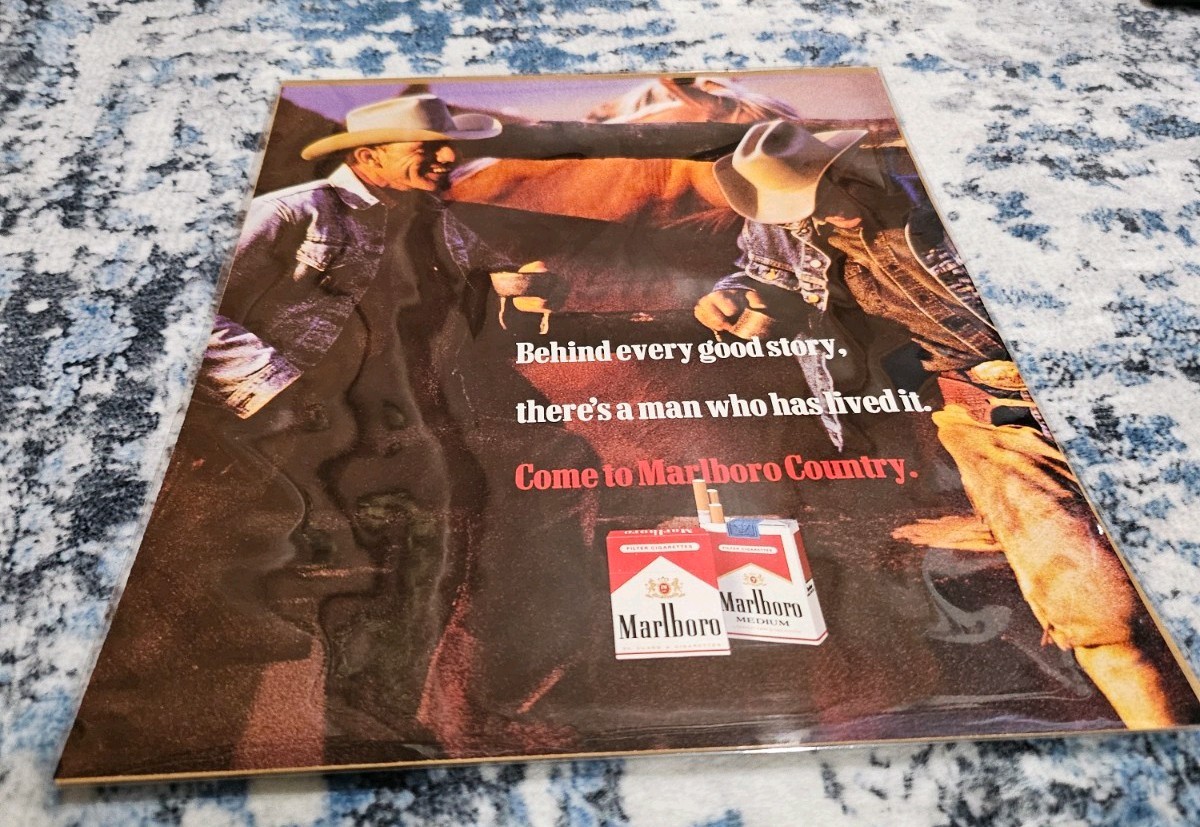 Behind every good story,
there's a man who has lived it.
Come to Marlboro Country.
Marlboro
FILTER CIGARETTES
Marlboro
FILTER CIGARETTES
Marlboro
MEDIUM